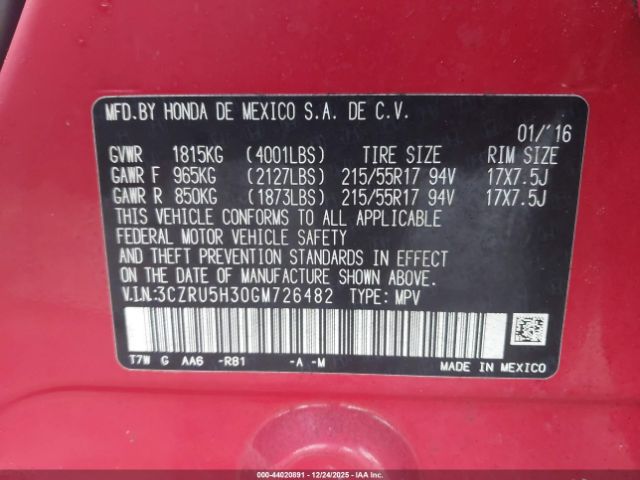 MFD.BY HONDA DE MEXICO S.A. DE C.V.
01/'16
GVWR 1815KG (4001LBS) TIRE SIZE RIM SIZE
GAWR F 965KG (2127LBS) 215/55R17 94V 17X7.5J
GAWR R 850KG (1873LBS) 215/55R17 94V 17X7.5J
THIS VEHICLE CONFORMS TO ALL APPLICABLE
FEDERAL MOTOR VEHICLE SAFETY
AND THEFT PREVENTION STANDARDS IN EFFECT
ON THE DATE OF MANUFACTURE SHOWN ABOVE.
V.I.N.:3CZRU5H30GM726482 TYPE: MPV
T7W G AA6 -R81 -A -M
MADE IN MEXICO
000-44020891 - 12/24/2025 - IAAI.com/CA